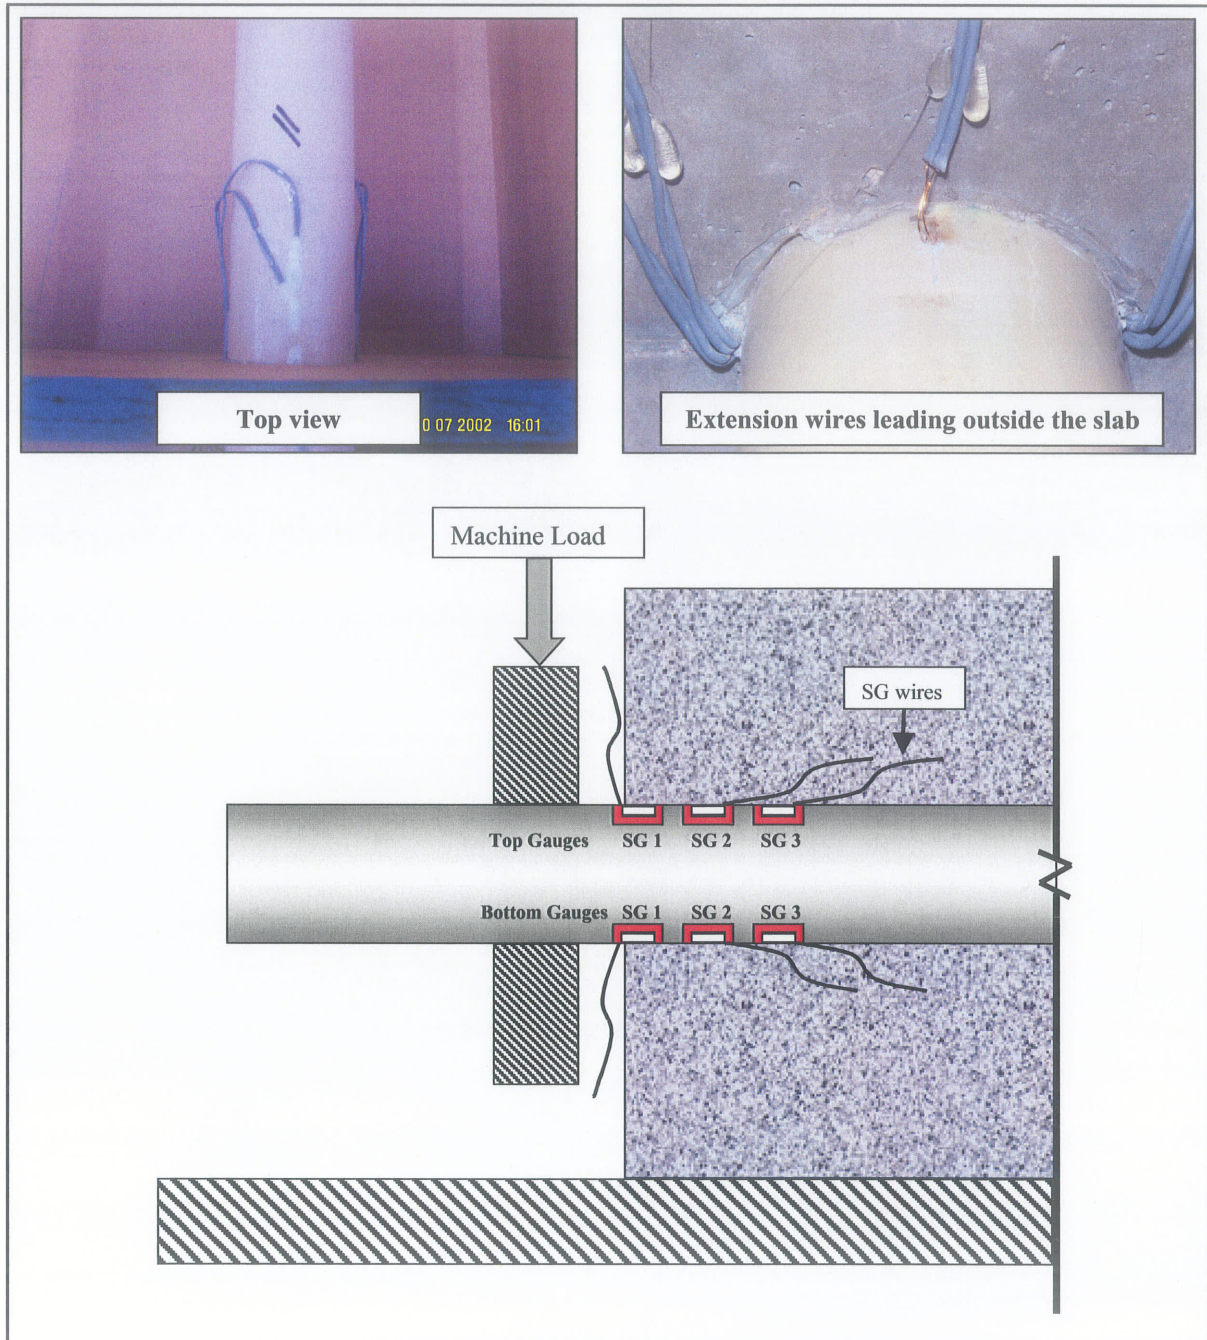 Top view
0 07 2002 16:01
Extension wires leading outside the slab
Machine Load
SG wires
Top Gauges SG 1 SG 2 SG 3
Bottom Gauges SG 1 SG 2 SG 3